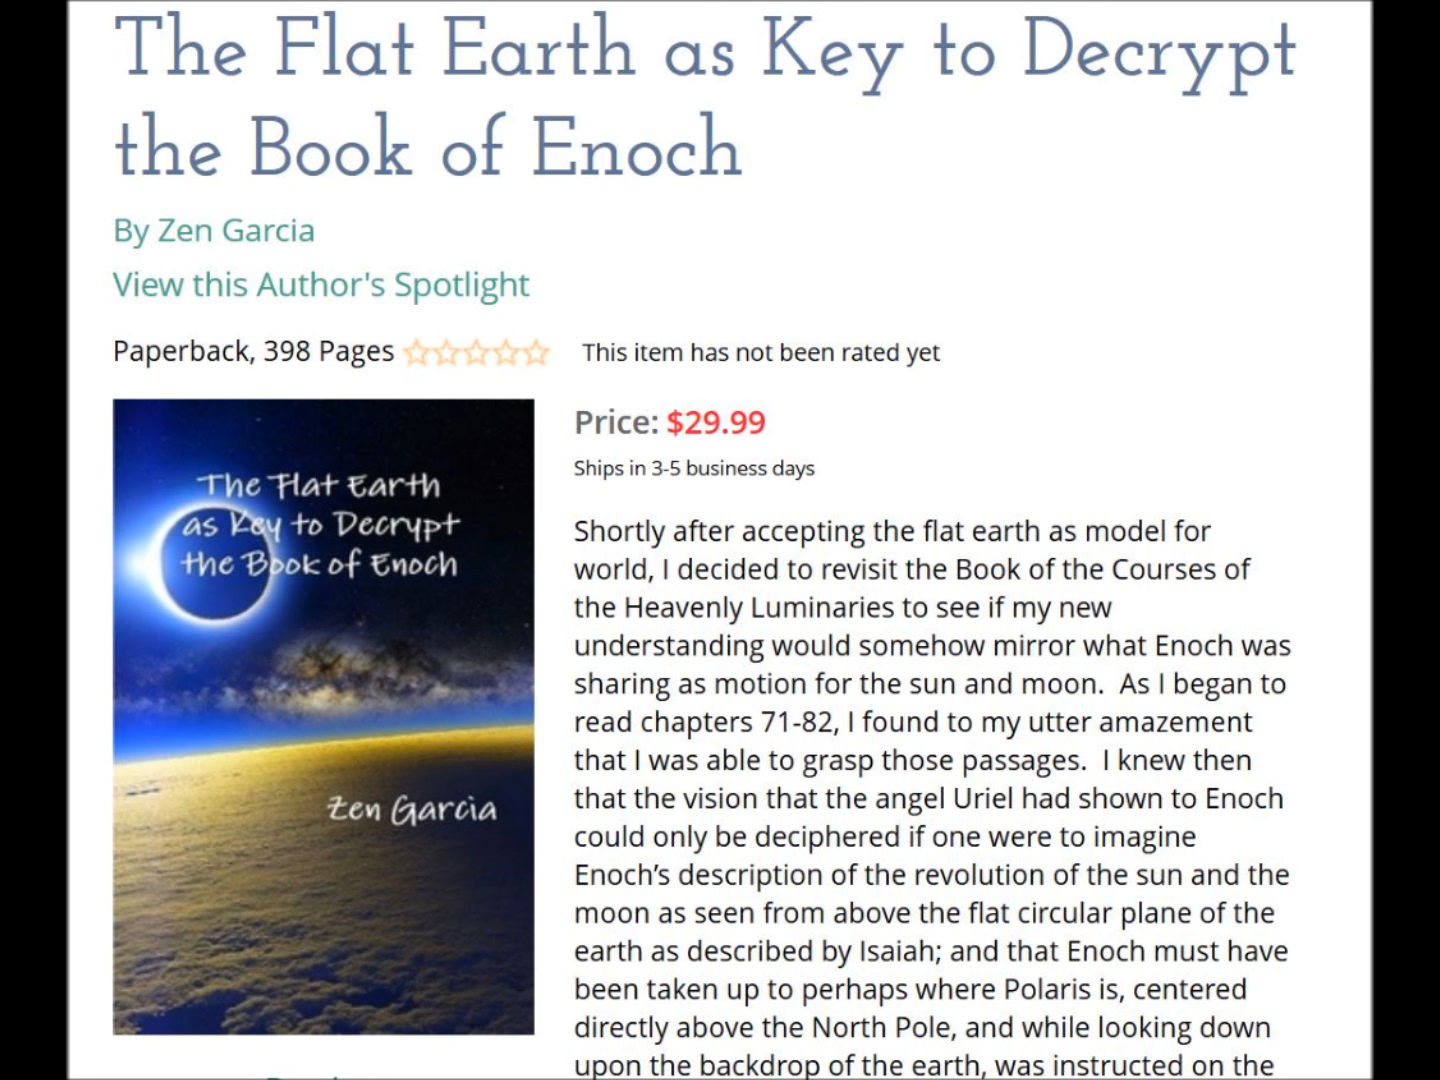 The Flat Earth as Key to Decrypt
the Book of Enoch
By Zen Garcia
View this Author's Spotlight
Paperback, 398 Pages This item has not been rated yet
The Flat Earth
as Key to Decrypt
the Book of Enoch
Zen Garcia
Price: $29.99
Ships in 3-5 business days
Shortly after accepting the flat earth as model for
world, I decided to revisit the Book of the Courses of
the Heavenly Luminaries to see if my new
understanding would somehow mirror what Enoch was
sharing as motion for the sun and moon.  As I began to
read chapters 71-82, I found to my utter amazement
that I was able to grasp those passages.  I knew then
that the vision that the angel Uriel had shown to Enoch
could only be deciphered if one were to imagine
Enoch’s description of the revolution of the sun and the
moon as seen from above the flat circular plane of the
earth as described by Isaiah; and that Enoch must have
been taken up to perhaps where Polaris is, centered
directly above the North Pole, and while looking down
upon the backdrop of the earth, was instructed on the